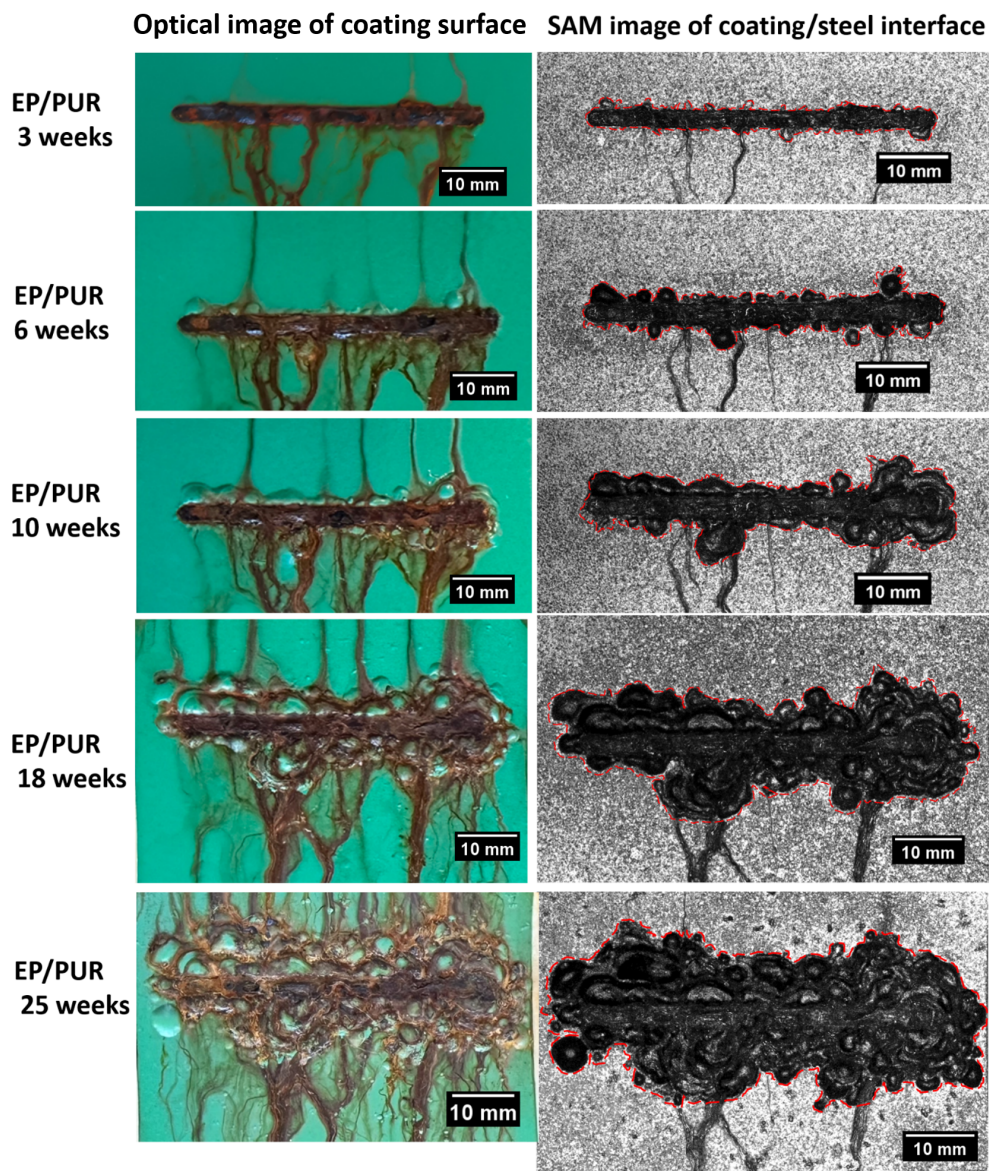 Optical image of coating surface
SAM image of coating/steel interface
EP/PUR
3 weeks
10 mm
10 mm
EP/PUR
6 weeks
10 mm
10 mm
EP/PUR
10 weeks
10 mm
10 mm
EP/PUR
18 weeks
10 mm
10 mm
EP/PUR
25 weeks
10 mm
10 mm